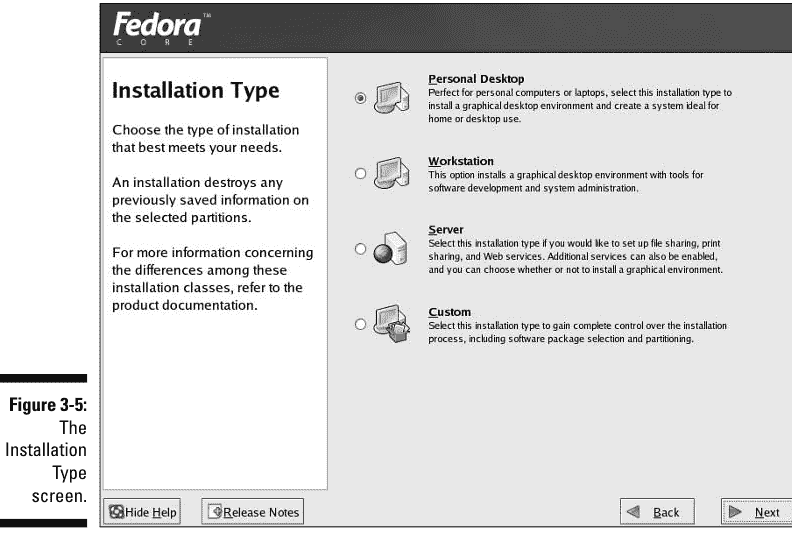 Fedora™
CORE
Installation Type
Choose the type of installation
that best meets your needs.
An installation destroys any
previously saved information on
the selected partitions.
For more information concerning
the differences among these
installation classes, refer to the
product documentation.
Personal Desktop
Perfect for personal computers or laptops, select this installation type to
install a graphical desktop environment and create a system ideal for
home or desktop use.
Workstation
This option installs a graphical desktop environment with tools for
software development and system administration.
Server
Select this installation type if you would like to set up file sharing, print
sharing, and Web services. Additional services can also be enabled,
and you can choose whether or not to install a graphical environment.
Custom
Select this installation type to gain complete control over the installation
process, including software package selection and partitioning.
Hide Help
Release Notes
Back
Next
Figure 3-5:
The
Installation
Type
screen.